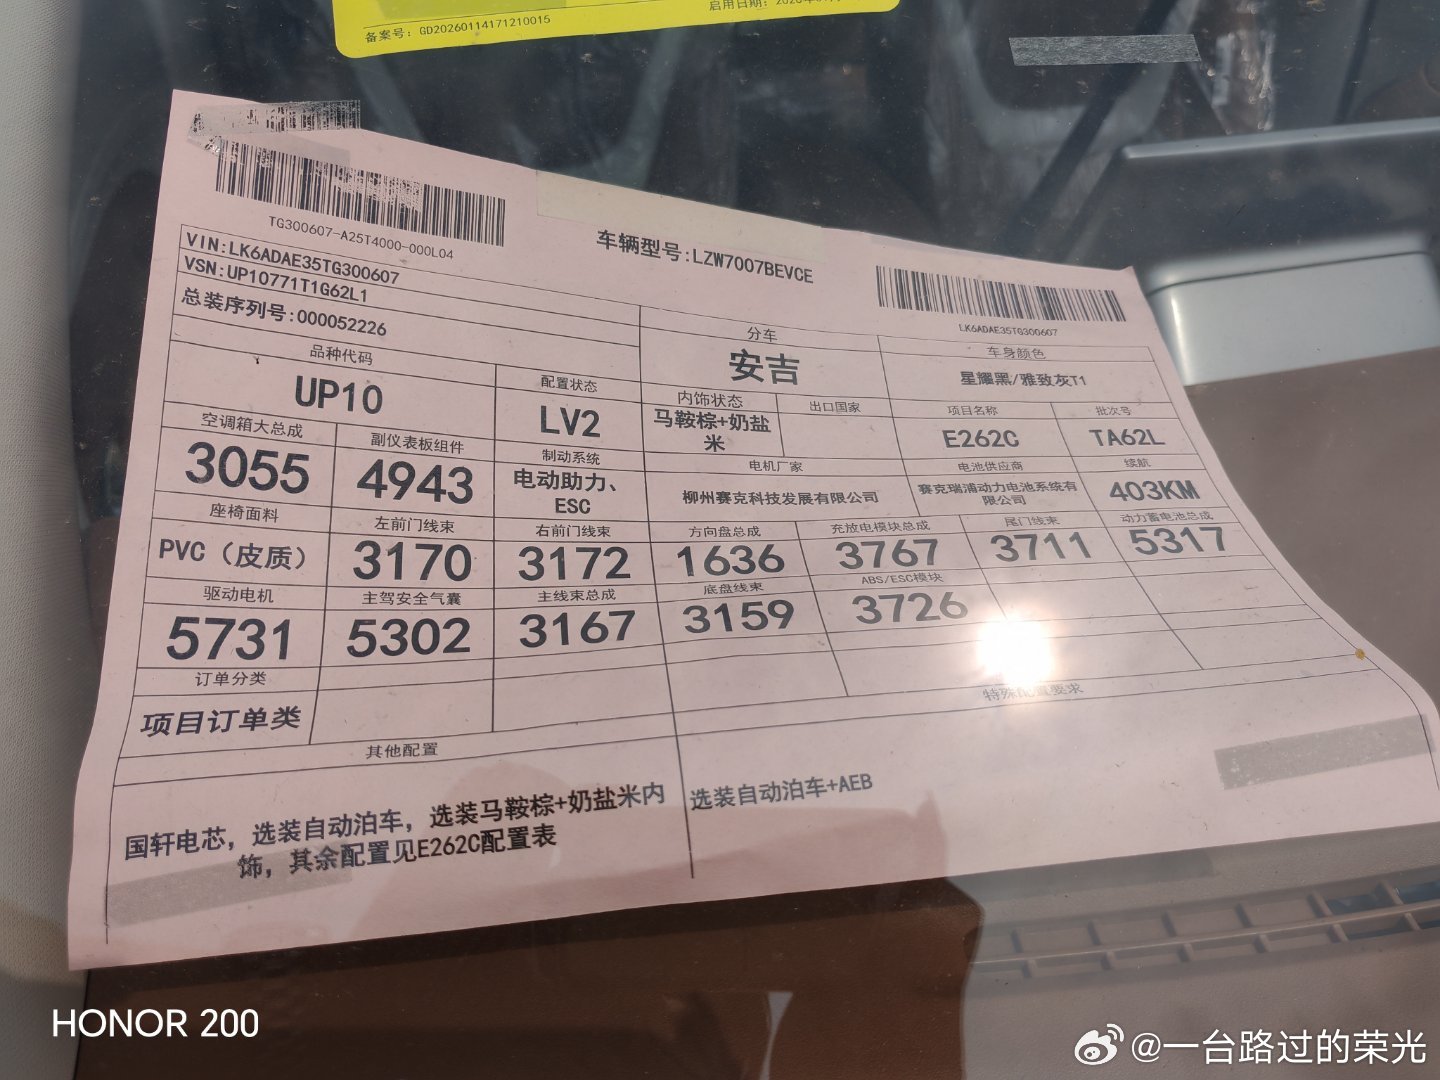 备案号：GD20260114171210015
启用日期：
TG300607-A25T4000-000L04
车辆型号:LZW7007BEVCE
LK6ADAE35TG300607
VIN:LK6ADAE35TG300607
VSN:UP10771T1G62L1
总装序列号:000052226
分车
安吉
车身颜色
星耀黑/雅致灰T1
品种代码
UP10
配置状态
LV2
内饰状态
马鞍棕+奶盐
米
出口国家
项目名称
E262C
批次号
TA62L
空调箱大总成
3055
副仪表板组件
4943
制动系统
电动助力、
ESC
电机厂家
柳州赛克科技发展有限公司
电池供应商
赛克瑞浦动力电池系统有
限公司
续航
403KM
座椅面料
PVC（皮质）
左前门线束
3170
右前门线束
3172
方向盘总成
1636
充放电模块总成
3767
尾门线束
3711
动力蓄电池总成
5317
驱动电机
5731
主驾安全气囊
5302
主线束总成
3167
底盘线束
3159
ABS/ESC模块
3726
订单分类
项目订单类
其他配置
国轩电芯，选装自动泊车，选装马鞍棕+奶盐米内
饰，其余配置见E262C配置表
特殊配置要求
选装自动泊车+AEB
HONOR 200
@一台路过的荣光